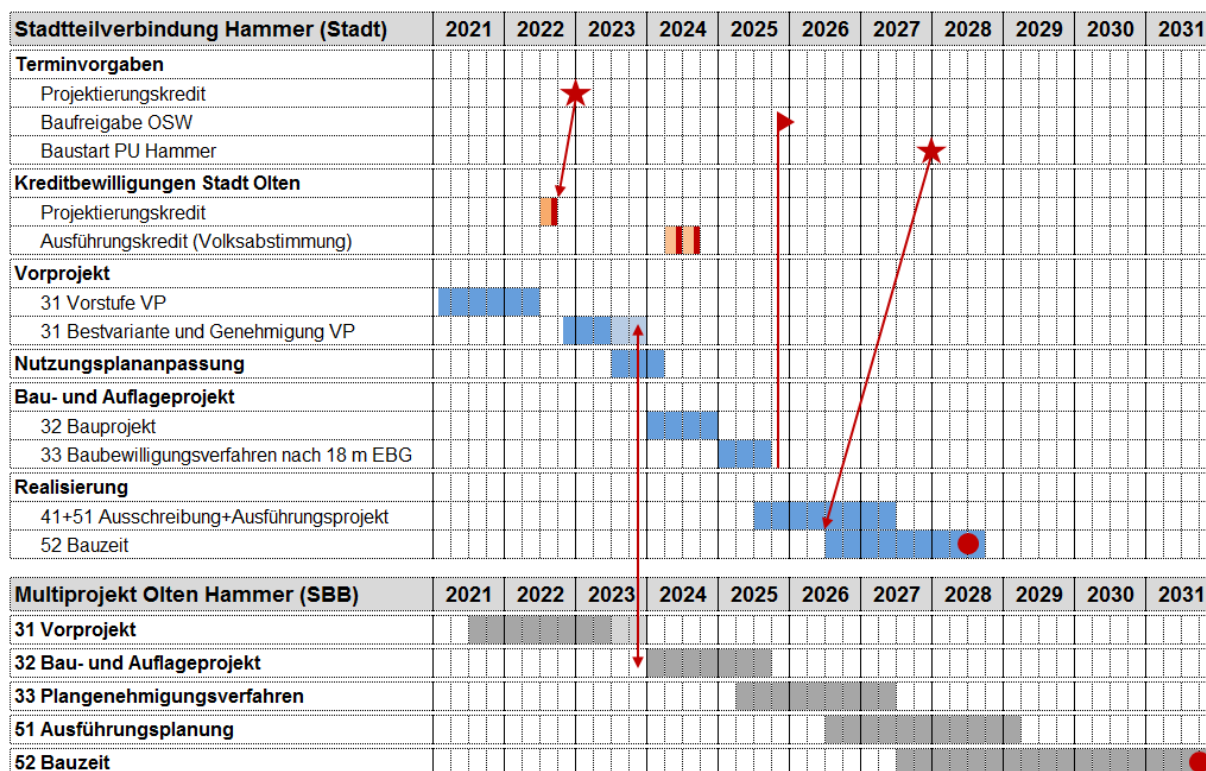 Stadtteilverbindung Hammer (Stadt) 2021 2022 2023 2024 2025 2026 2027 2028 2029 2030 2031
Terminvorgaben
Projektierungskredit
Baufreigabe OSW
Baustart PU Hammer
Kreditbewilligungen Stadt Olten
Projektierungskredit
Ausführungskredit (Volksabstimmung)
Vorprojekt
31 Vorstufe VP
31 Bestvariante und Genehmigung VP
Nutzungsplananpassung
Bau- und Auflageprojekt
32 Bauprojekt
33 Baubewilligungsverfahren nach 18 m EBG
Realisierung
41+51 Ausschreibung+Ausführungsprojekt
52 Bauzeit
Multiprojekt Olten Hammer (SBB) 2021 2022 2023 2024 2025 2026 2027 2028 2029 2030 2031
31 Vorprojekt
32 Bau- und Auflageprojekt
33 Plangenehmigungsverfahren
51 Ausführungsplanung
52 Bauzeit